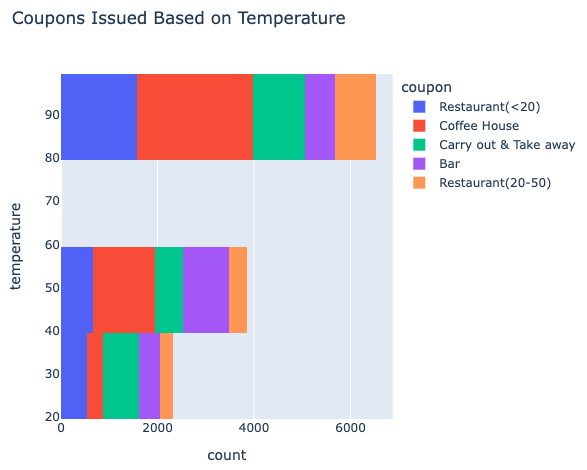 Coupons Issued Based on Temperature
coupon
Restaurant(<20)
Coffee House
Carry out & Take away
Bar
Restaurant(20-50)
temperature
90
80
70
60
50
40
30
20
0 2000 4000 6000
count